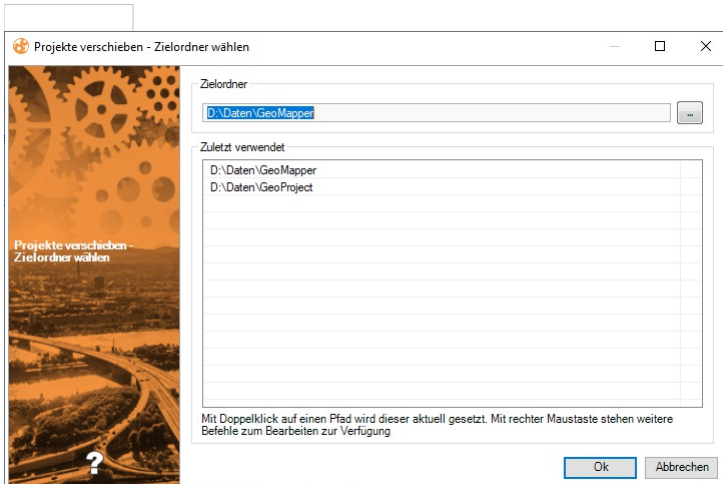 Projekte verschieben - Zielordner wählen
Zielordner
D:\Daten\GeoMapper
...
Zuletzt verwendet
D:\Daten\GeoMapper
D:\Daten\GeoProject
Projekte verschieben -
Zielordner wählen
Mit Doppelklick auf einen Pfad wird dieser aktuell gesetzt. Mit rechter Maustaste stehen weitere
Befehle zum Bearbeiten zur Verfügung
?
Ok
Abbrechen